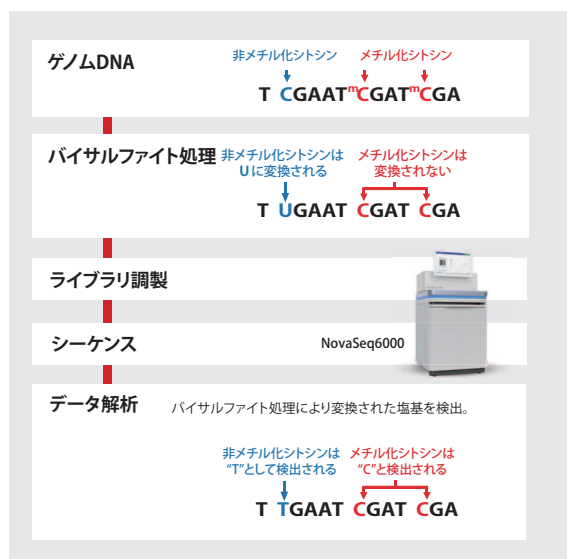 ゲノムDNA
非メチル化シトシン メチル化シトシン
T CGAATᵐCGATᵐCGA
バイサルファイト処理
非メチル化シトシンは メチル化シトシンは
Uに変換される 変換されない
T UGAAT CGAT CGA
ライブラリ調製
シーケンス
NovaSeq6000
データ解析
バイサルファイト処理により変換された塩基を検出。
非メチル化シトシンは メチル化シトシンは
“T”として検出される “C”と検出される
T TGAAT CGAT CGA